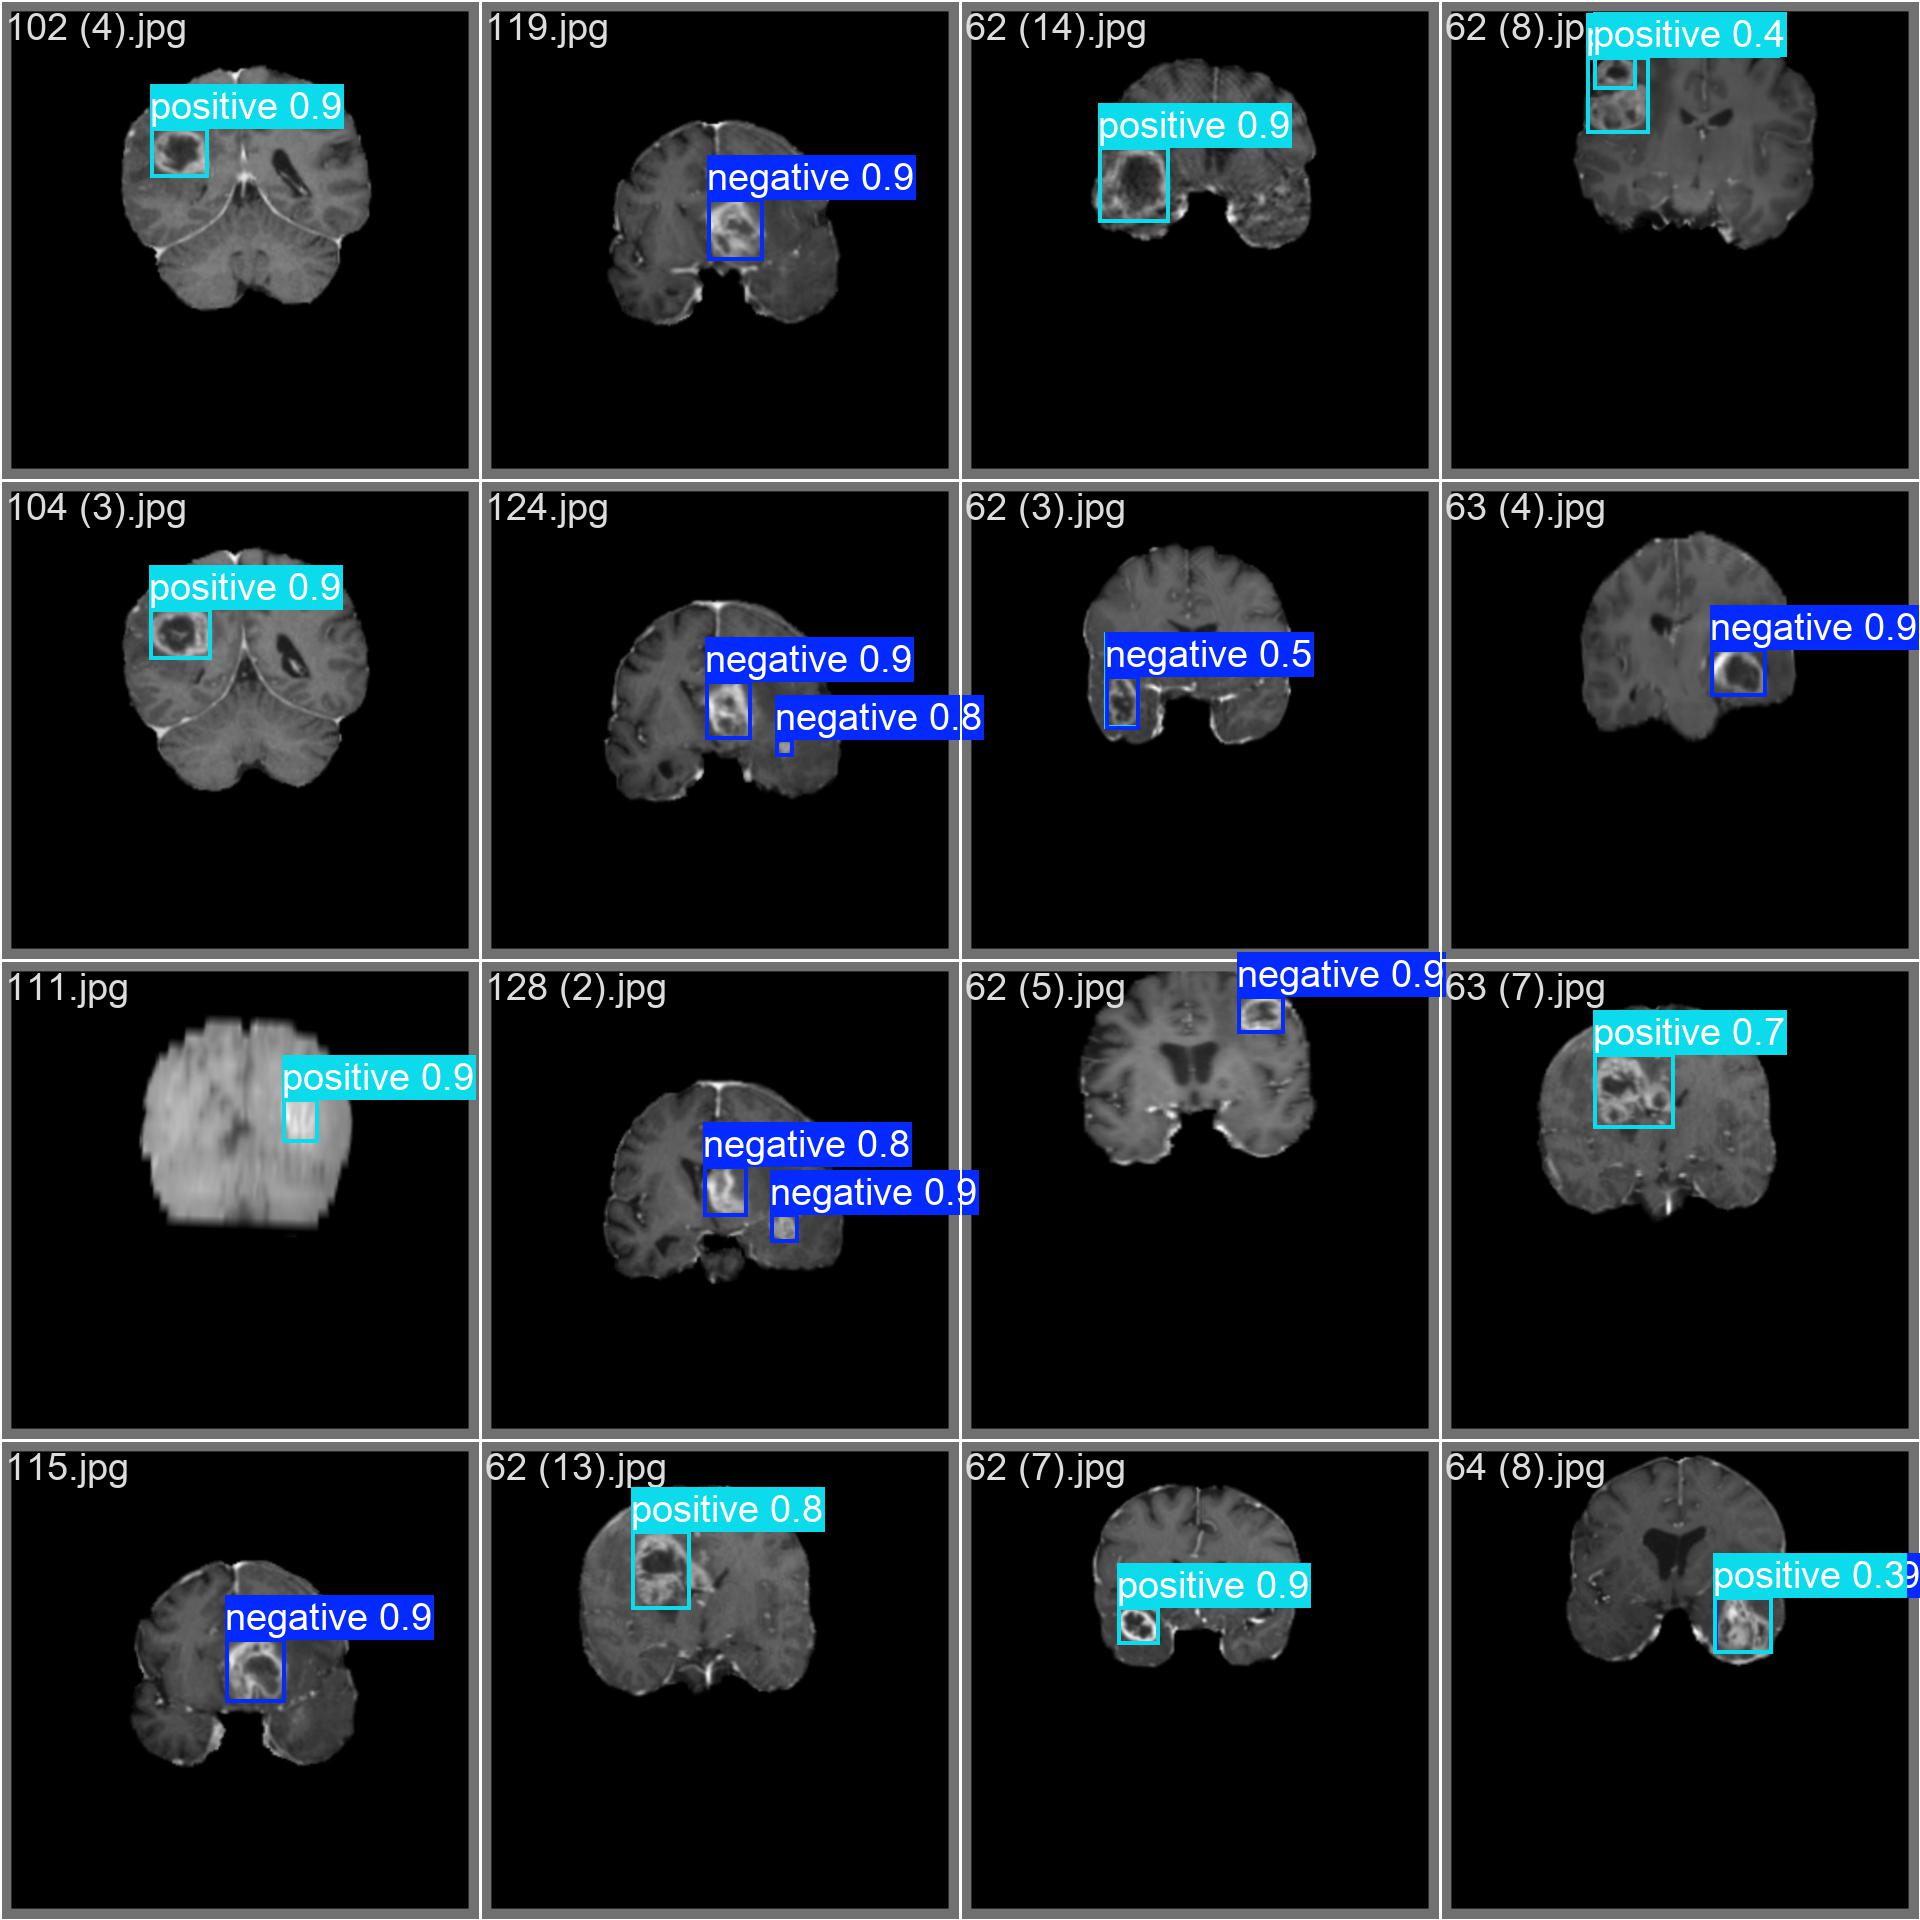 102 (4).jpg
positive 0.9
119.jpg
negative 0.9
62 (14).jpg
positive 0.9
62 (8).jp
positive 0.4
104 (3).jpg
positive 0.9
124.jpg
negative 0.9
negative 0.8
62 (3).jpg
negative 0.5
63 (4).jpg
negative 0.9
111.jpg
positive 0.9
128 (2).jpg
negative 0.8
negative 0.9
62 (5).jpg
negative 0.9
63 (7).jpg
positive 0.7
115.jpg
negative 0.9
62 (13).jpg
positive 0.8
62 (7).jpg
positive 0.9
64 (8).jpg
positive 0.39